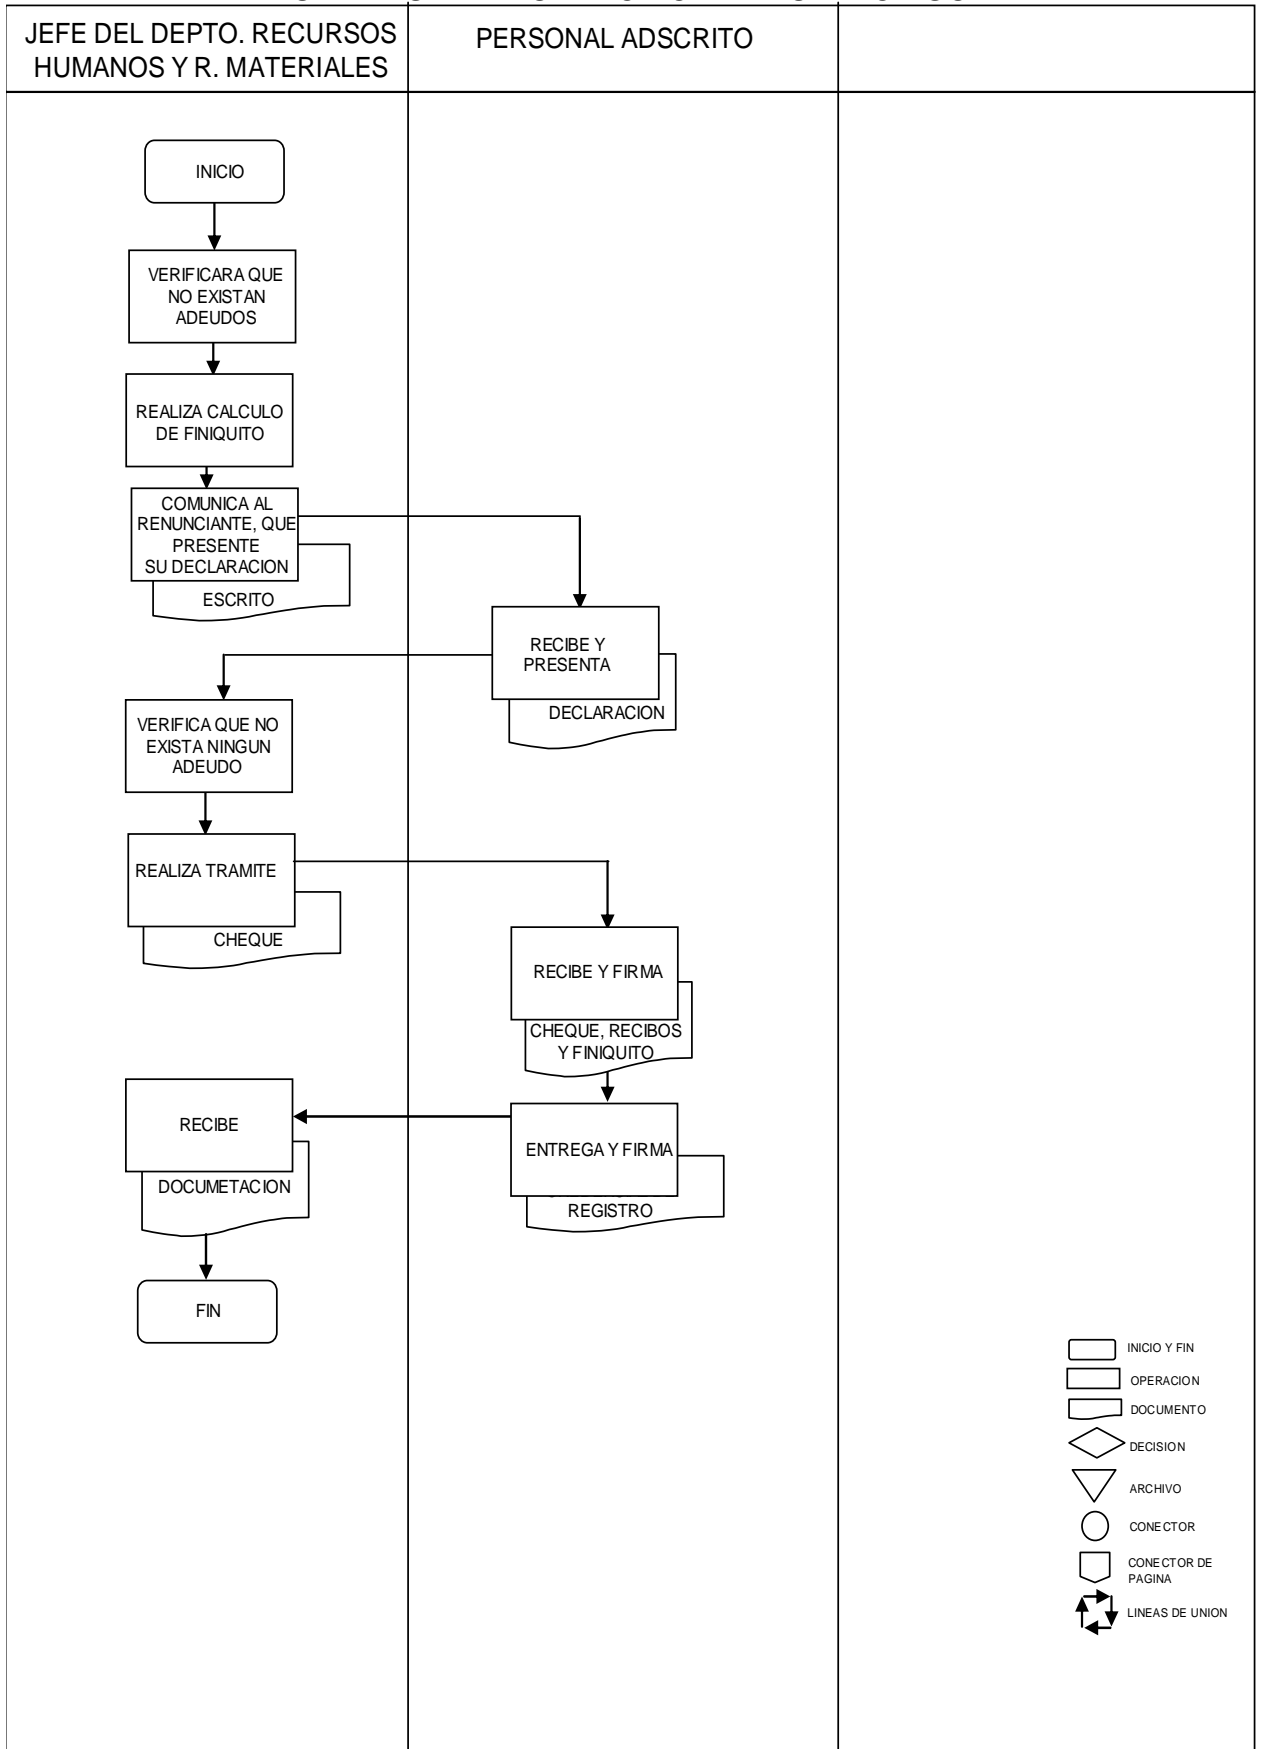 JEFE DEL DEPTO. RECURSOS
HUMANOS Y R. MATERIALES
PERSONAL ADSCRITO
INICIO
VERIFICARA QUE
NO EXISTAN
ADEUDOS
REALIZA CALCULO
DE FINIQUITO
COMUNICA AL
RENUNCIANTE, QUE
PRESENTE
SU DECLARACION
ESCRITO
RECIBE Y
PRESENTA
DECLARACION
VERIFICA QUE NO
EXISTA NINGUN
ADEUDO
REALIZA TRAMITE
CHEQUE
RECIBE Y FIRMA
CHEQUE, RECIBOS
Y FINIQUITO
ENTREGA Y FIRMA
REGISTRO
RECIBE
DOCUMETACION
FIN
INICIO Y FIN
OPERACION
DOCUMENTO
DECISION
ARCHIVO
CONECTOR
CONECTOR DE
PAGINA
LINEAS DE UNION